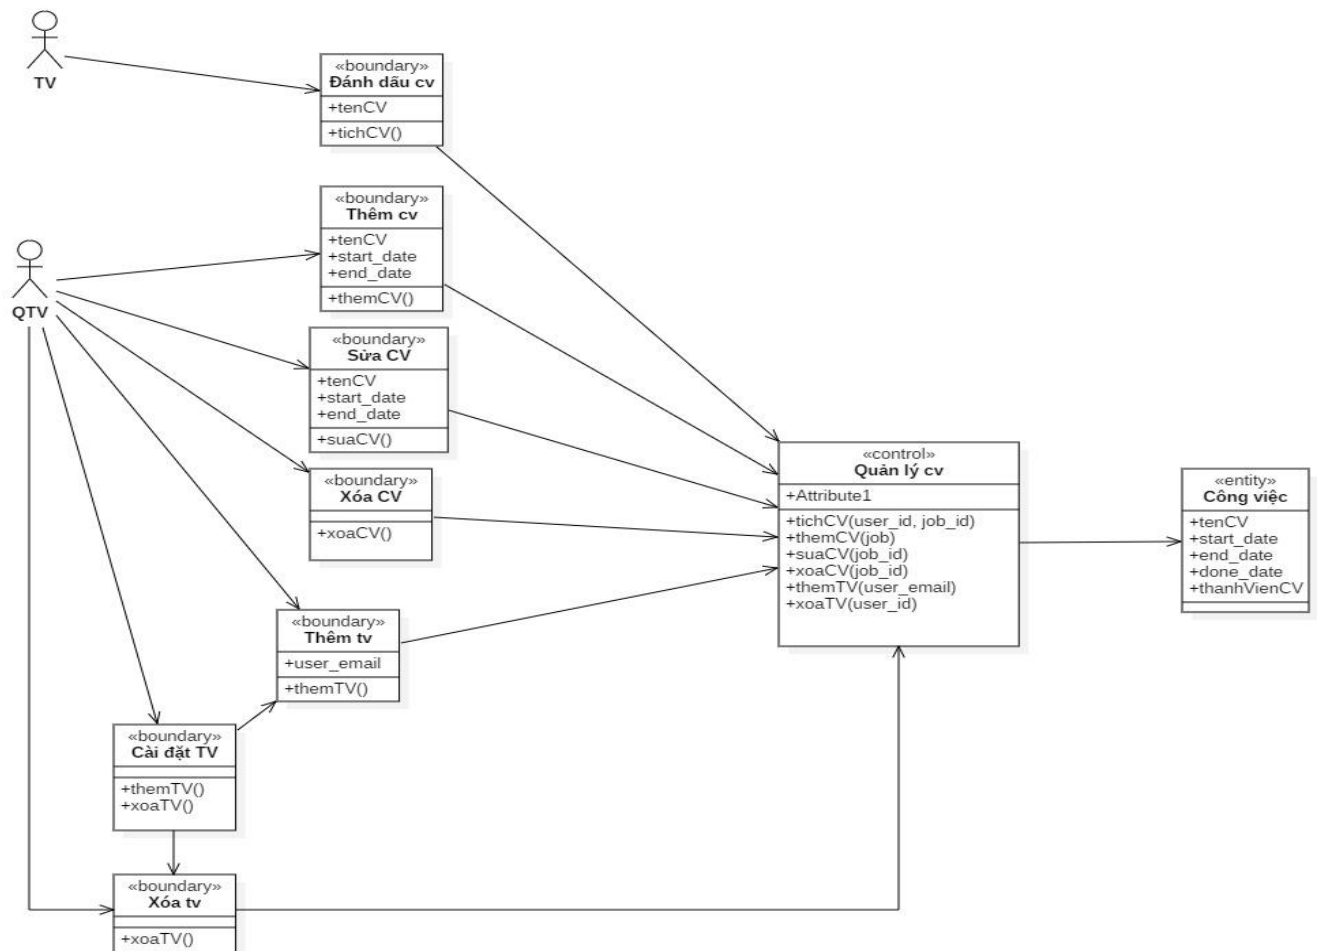 TV
«boundary»
Đánh dấu cv
+tenCV
+tichCV()
«boundary»
Thêm cv
+tenCV
+start_date
+end_date
+themCV()
QTV
«boundary»
Sửa CV
+tenCV
+start_date
+end_date
+suaCV()
«boundary»
Xóa CV
+xoaCV()
«control»
Quản lý cv
+Attribute1
+tichCV(user_id, job_id)
+themCV(job)
+suaCV(job_id)
+xoaCV(job_id)
+themTV(user_email)
+xoaTV(user_id)
«entity»
Công việc
+tenCV
+start_date
+end_date
+done_date
+thanhVienCV
«boundary»
Thêm tv
+user_email
+themTV()
«boundary»
Cài đặt TV
+themTV()
+xoaTV()
«boundary»
Xóa tv
+xoaTV()